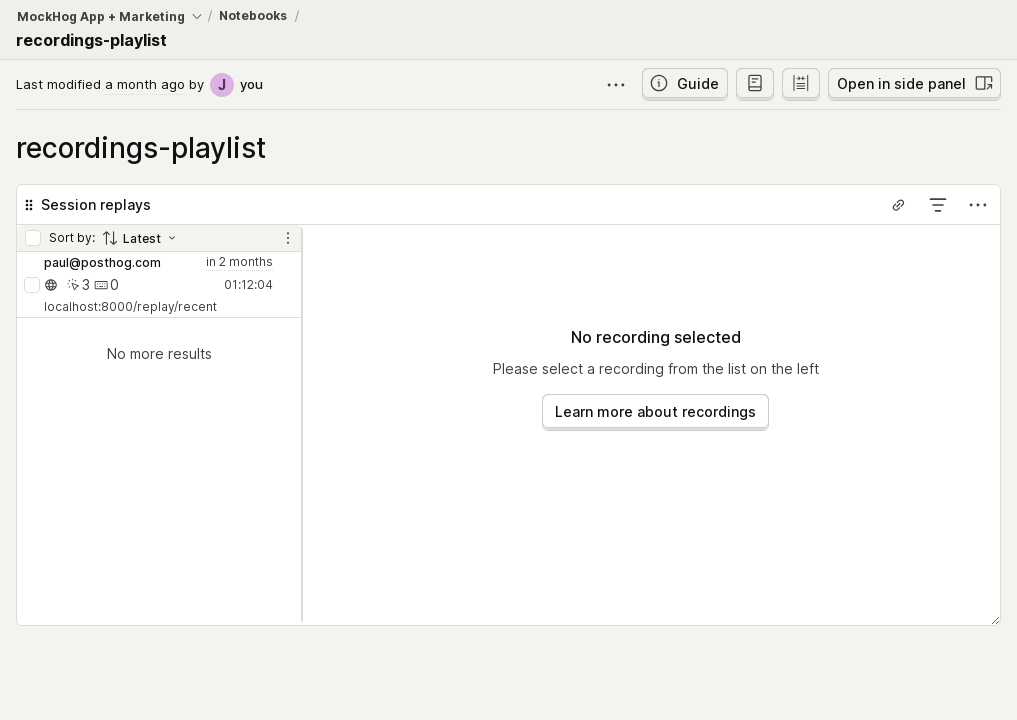 MockHog App + Marketing / Notebooks /
recordings-playlist
Last modified a month ago by J you
Guide
Open in side panel
recordings-playlist
Session replays
Sort by: Latest
paul@posthog.com in 2 months
3 0 01:12:04
localhost:8000/replay/recent
No more results
No recording selected
Please select a recording from the list on the left
Learn more about recordings